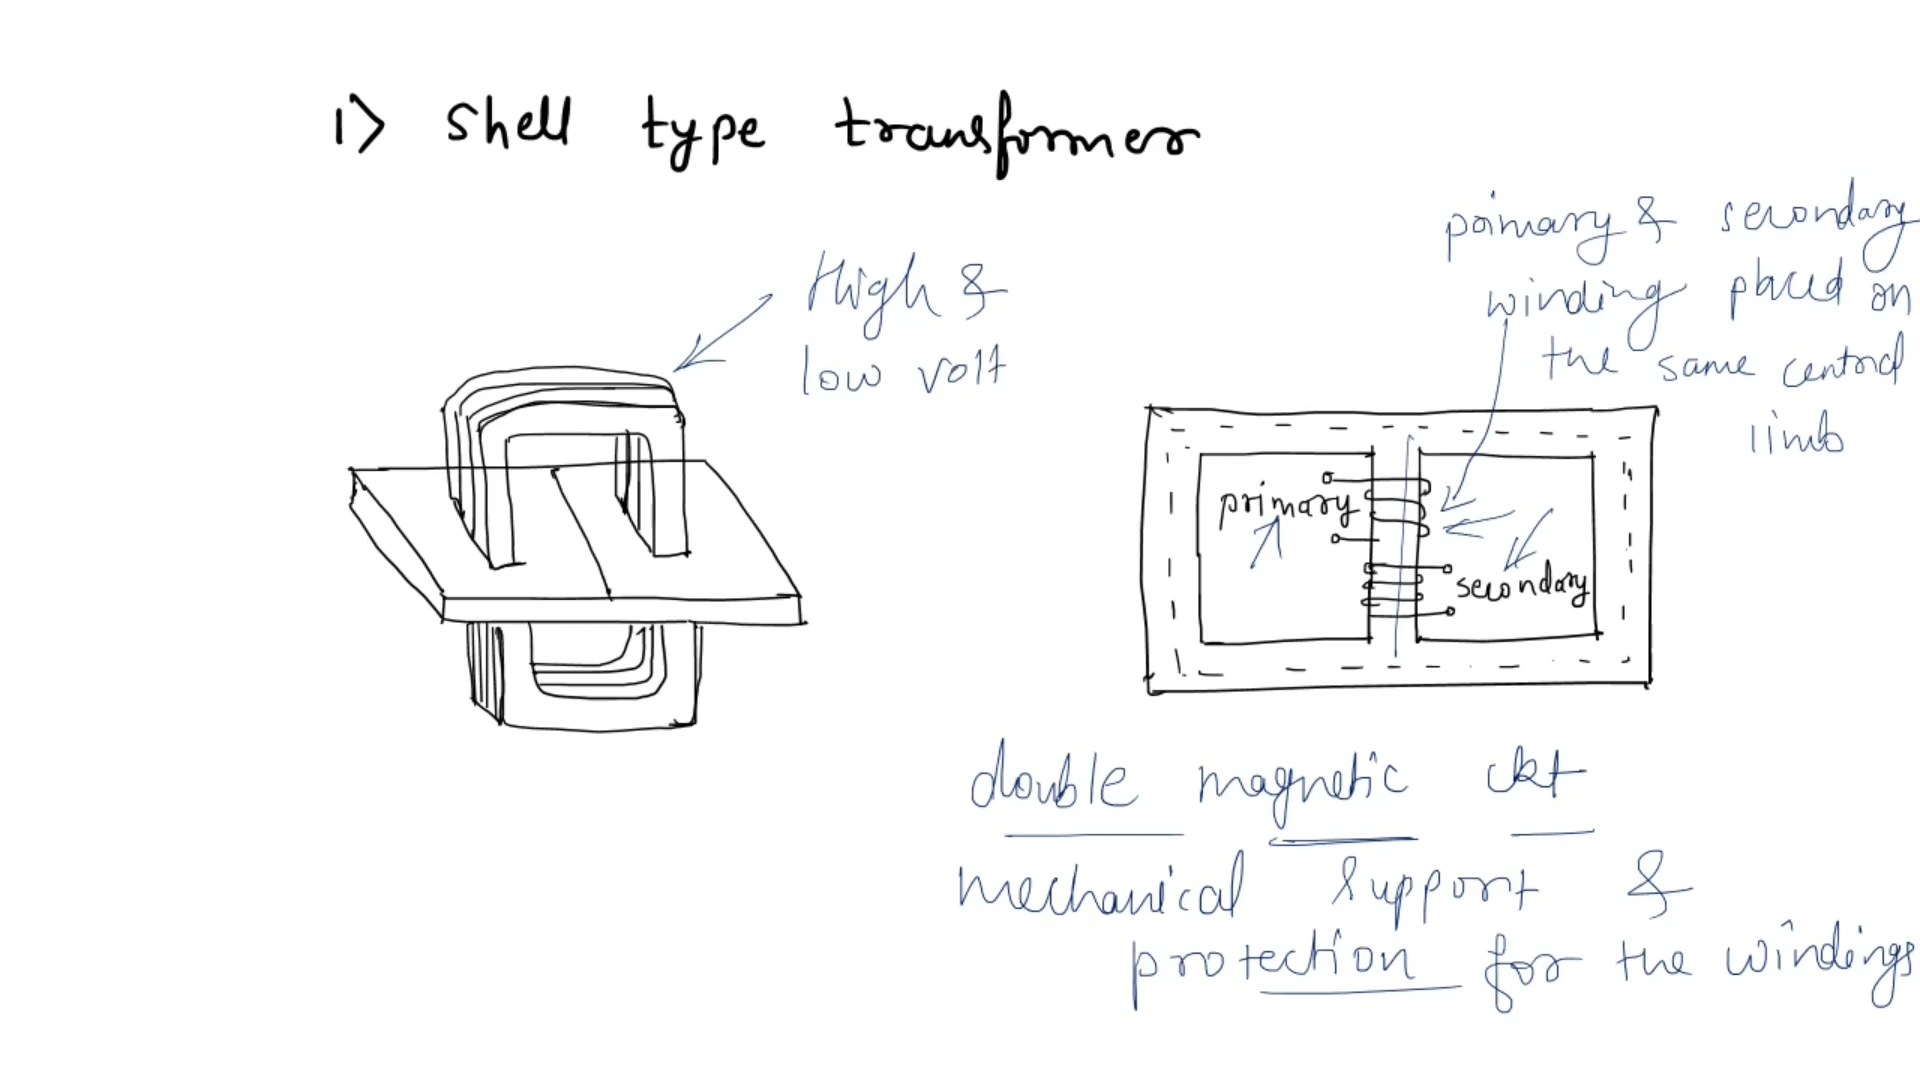 1> Shell type transformer
High &
low volt
primary & secondary
winding placed on
the same central
limb
primary
secondary
double magnetic ckt
mechanical support &
protection for the windings